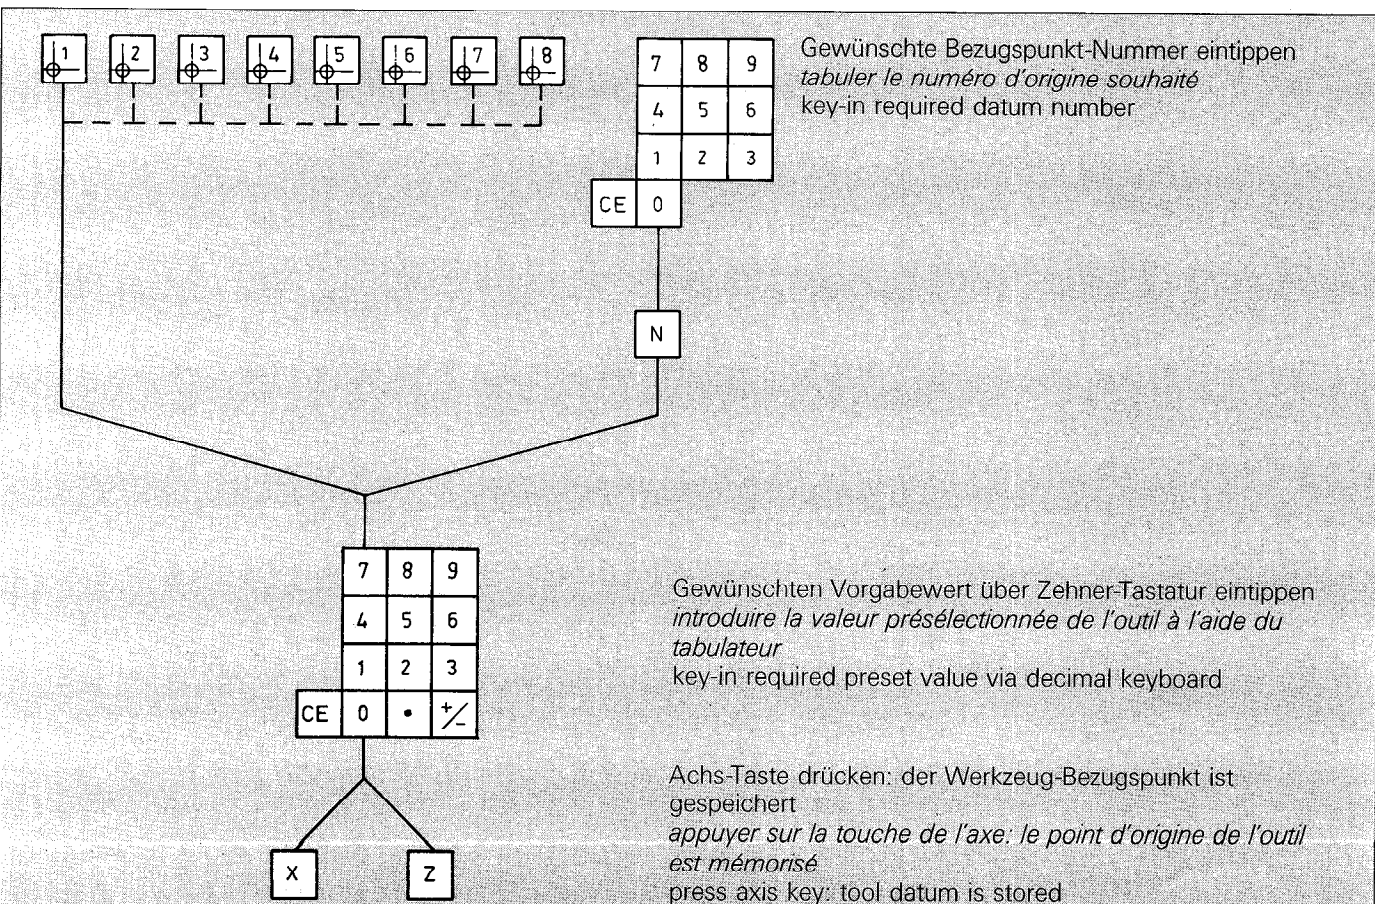 1 2 3 4 5 6 7 8
7 8 9
4 5 6
1 2 3
CE 0
Gewünschte Bezugspunkt-Nummer eintippen
tabuler le numéro d'origine souhaité
key-in required datum number
N
7 8 9
4 5 6
1 2 3
CE 0 • +/-
Gewünschten Vorgabewert über Zehner-Tastatur eintippen
introduire la valeur présélectionnée de l'outil à l'aide du
tabulateur
key-in required preset value via decimal keyboard
Achs-Taste drücken: der Werkzeug-Bezugspunkt ist
gespeichert
appuyer sur la touche de l'axe: le point d'origine de l'outil
est mémorisé
press axis key: tool datum is stored
X Z